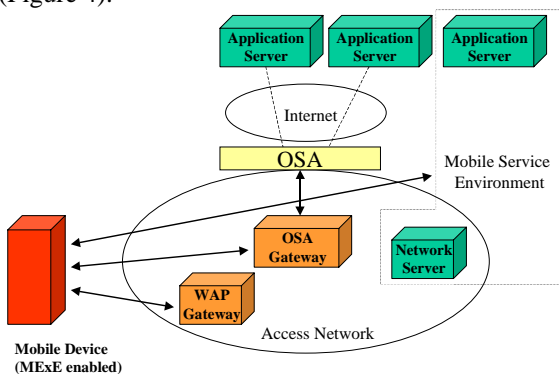 (Figure 4).
Application
Server
Application
Server
Application
Server
Internet
OSA
Mobile Service
Environment
OSA
Gateway
Network
Server
WAP
Gateway
Access Network
Mobile Device
(MExE enabled)